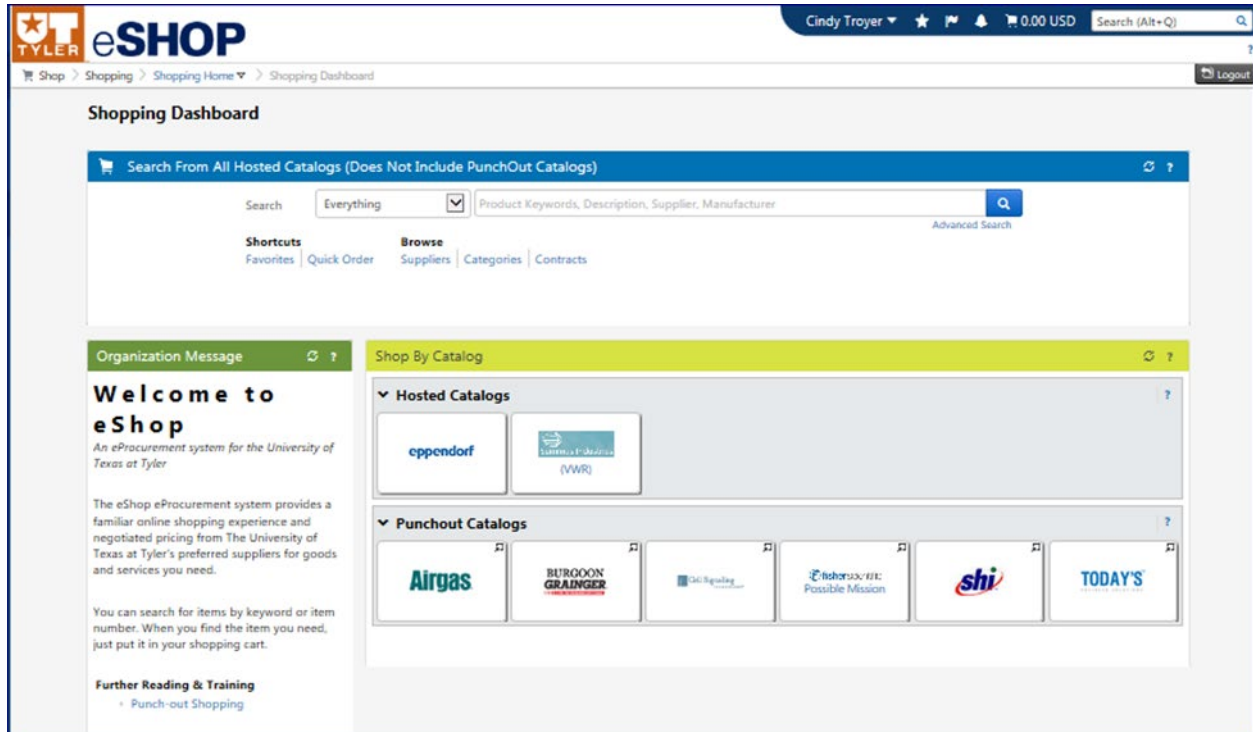 UT
TYLER
eSHOP
Cindy Troyer 0.00 USD Search (Alt+Q)
?
Shop > Shopping > Shopping Home > Shopping Dashboard
Logout
Shopping Dashboard
Search From All Hosted Catalogs (Does Not Include PunchOut Catalogs) ?
Search Everything Product Keywords, Description, Supplier, Manufacturer
Advanced Search
Shortcuts Browse
Favorites | Quick Order Suppliers | Categories | Contracts
Organization Message ?
Welcome to
eShop
An eProcurement system for the University of
Texas at Tyler
The eShop eProcurement system provides a
familiar online shopping experience and
negotiated pricing from The University of
Texas at Tyler's preferred suppliers for goods
and services you need.
You can search for items by keyword or item
number. When you find the item you need,
just put it in your shopping cart.
Further Reading & Training
Punch-out Shopping
Shop By Catalog ?
Hosted Catalogs ?
eppendorf
Summus Industries
(VWR)
Punchout Catalogs ?
Airgas
BURGOON
GRAINGER
Cell Signaling
fisher scientific
Possible Mission
shi
TODAY'S